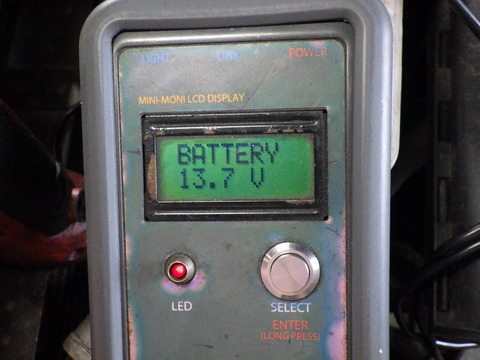 LIGHT LINK POWER
MINI-MONI LCD DISPLAY
BATTERY
13.7 V
LED SELECT
ENTER
(LONG PRESS)